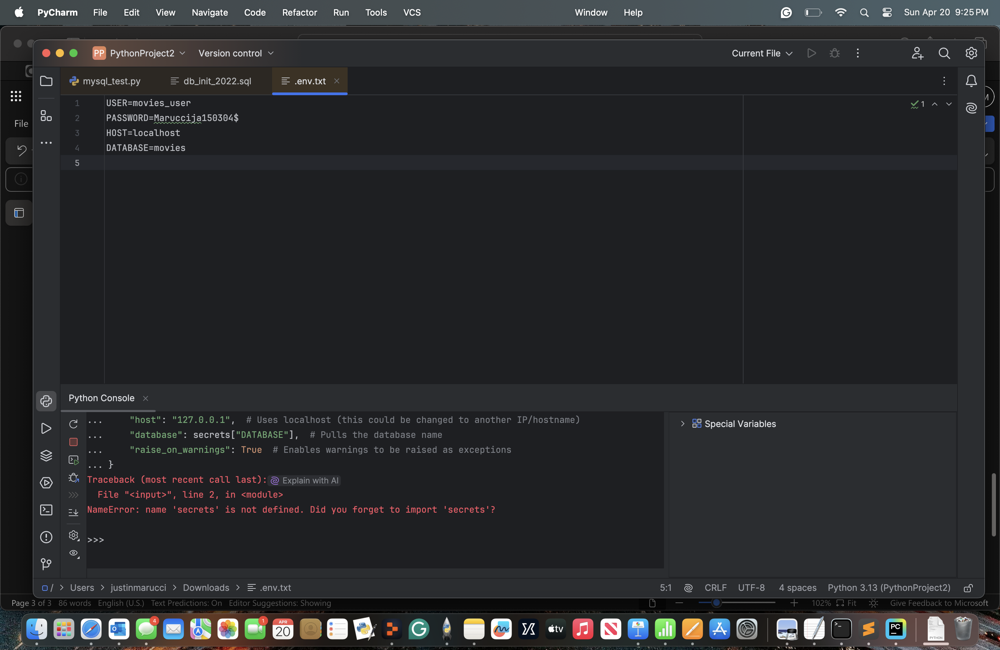 PyCharm File Edit View Navigate Code Refactor Run Tools VCS Window Help Sun Apr 20 9:25 PM
PP PythonProject2 Version control Current File
mysql_test.py db_init_2022.sql .env.txt
File
1 USER=movies_user
2 PASSWORD=Maruccija150304$
3 HOST=localhost
4 DATABASE=movies
5
1
Python Console
... "host": "127.0.0.1", # Uses localhost (this could be changed to another IP/hostname)
... "database": secrets["DATABASE"], # Pulls the database name
... "raise_on_warnings": True # Enables warnings to be raised as exceptions
... }
Traceback (most recent call last): Explain with AI
File "<input>", line 2, in <module>
NameError: name 'secrets' is not defined. Did you forget to import 'secrets'?
>>>
Special Variables
/ > Users > justinmarucci > Downloads > .env.txt 5:1 CRLF UTF-8 4 spaces Python 3.13 (PythonProject2)
Page 3 of 3 86 words English (U.S.) Text Predictions: On Editor Suggestions: Showing 102% Fit Give Feedback to Microsoft
4 1 APR 20 tv >_ PC PYTHON